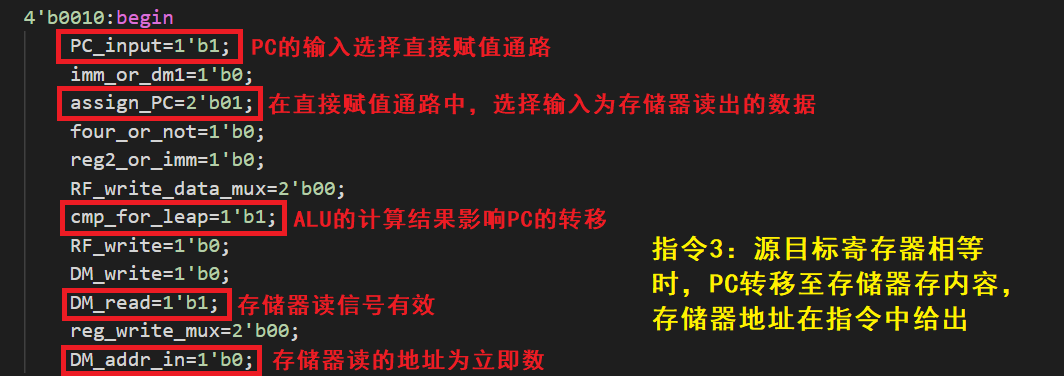 4'b0010:begin
PC_input=1'b1; PC的输入选择直接赋值通路
imm_or_dm1=1'b0;
assign_PC=2'b01; 在直接赋值通路中，选择输入为存储器读出的数据
four_or_not=1'b0;
reg2_or_imm=1'b0;
RF_write_data_mux=2'b00;
cmp_for_leap=1'b1; ALU的计算结果影响PC的转移
RF_write=1'b0;
DM_write=1'b0;
DM_read=1'b1; 存储器读信号有效
reg_write_mux=2'b00;
DM_addr_in=1'b0; 存储器读的地址为立即数
指令3：源目标寄存器相等
时，PC转移至存储器存内容，
存储器地址在指令中给出